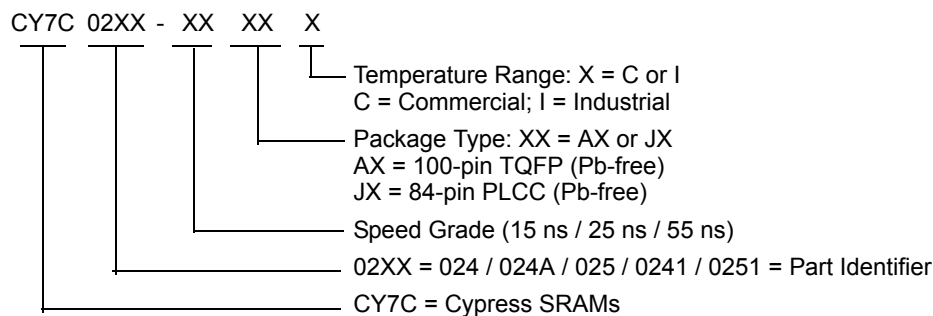 CY7C 02XX - XX XX X
Temperature Range: X = C or I
C = Commercial; I = Industrial
Package Type: XX = AX or JX
AX = 100-pin TQFP (Pb-free)
JX = 84-pin PLCC (Pb-free)
Speed Grade (15 ns / 25 ns / 55 ns)
02XX = 024 / 024A / 025 / 0241 / 0251 = Part Identifier
CY7C = Cypress SRAMs